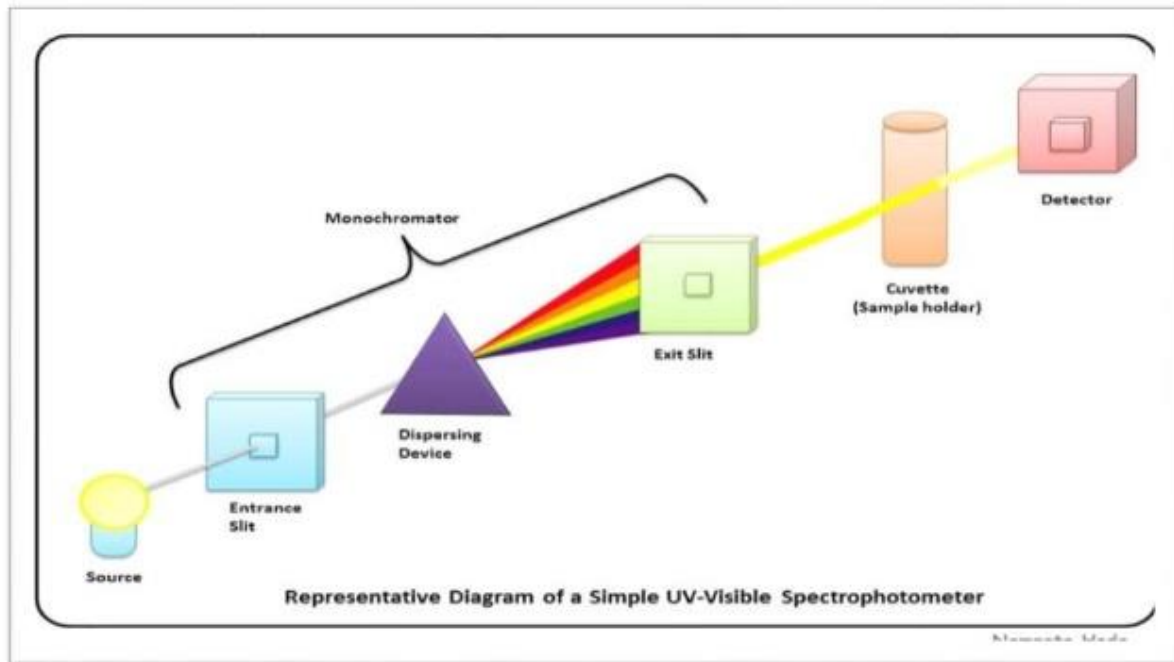 Monochromator
Detector
Cuvette
(Sample holder)
Exit Slit
Dispersing
Device
Entrance
Slit
Source
Representative Diagram of a Simple UV-Visible Spectrophotometer